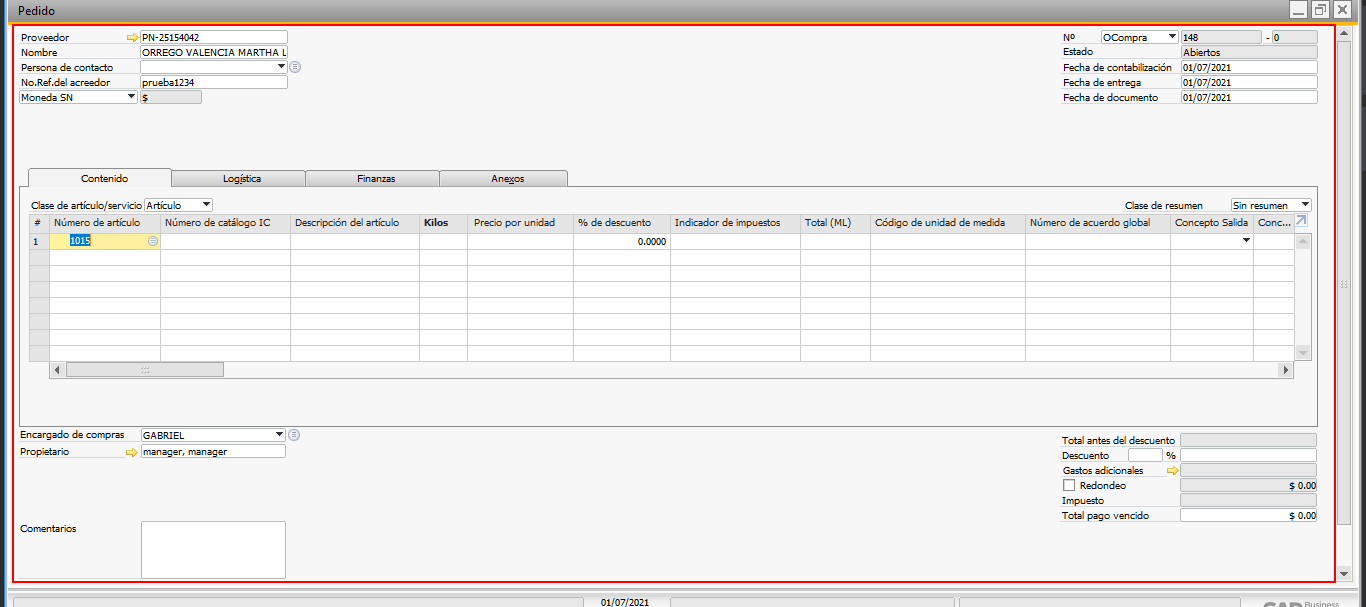 Pedido
Proveedor PN-25154042
Nombre ORREGO VALENCIA MARTHA L
Persona de contacto
No.Ref.del acreedor prueba1234
Moneda SN $
Nº OCompra 148 - 0
Estado Abiertos
Fecha de contabilización 01/07/2021
Fecha de entrega 01/07/2021
Fecha de documento 01/07/2021
Contenido Logística Finanzas Anexos
Clase de artículo/servicio Artículo Clase de resumen Sin resumen
# Número de artículo Número de catálogo IC Descripción del artículo Kilos Precio por unidad % de descuento Indicador de impuestos Total (ML) Código de unidad de medida Número de acuerdo global Concepto Salida Conc...
1 1015 0.0000
Encargado de compras GABRIEL
Propietario manager, manager
Total antes del descuento
Descuento %
Gastos adicionales
Redondeo $ 0.00
Impuesto
Total pago vencido $ 0.00
Comentarios
01/07/2021
SAP Business